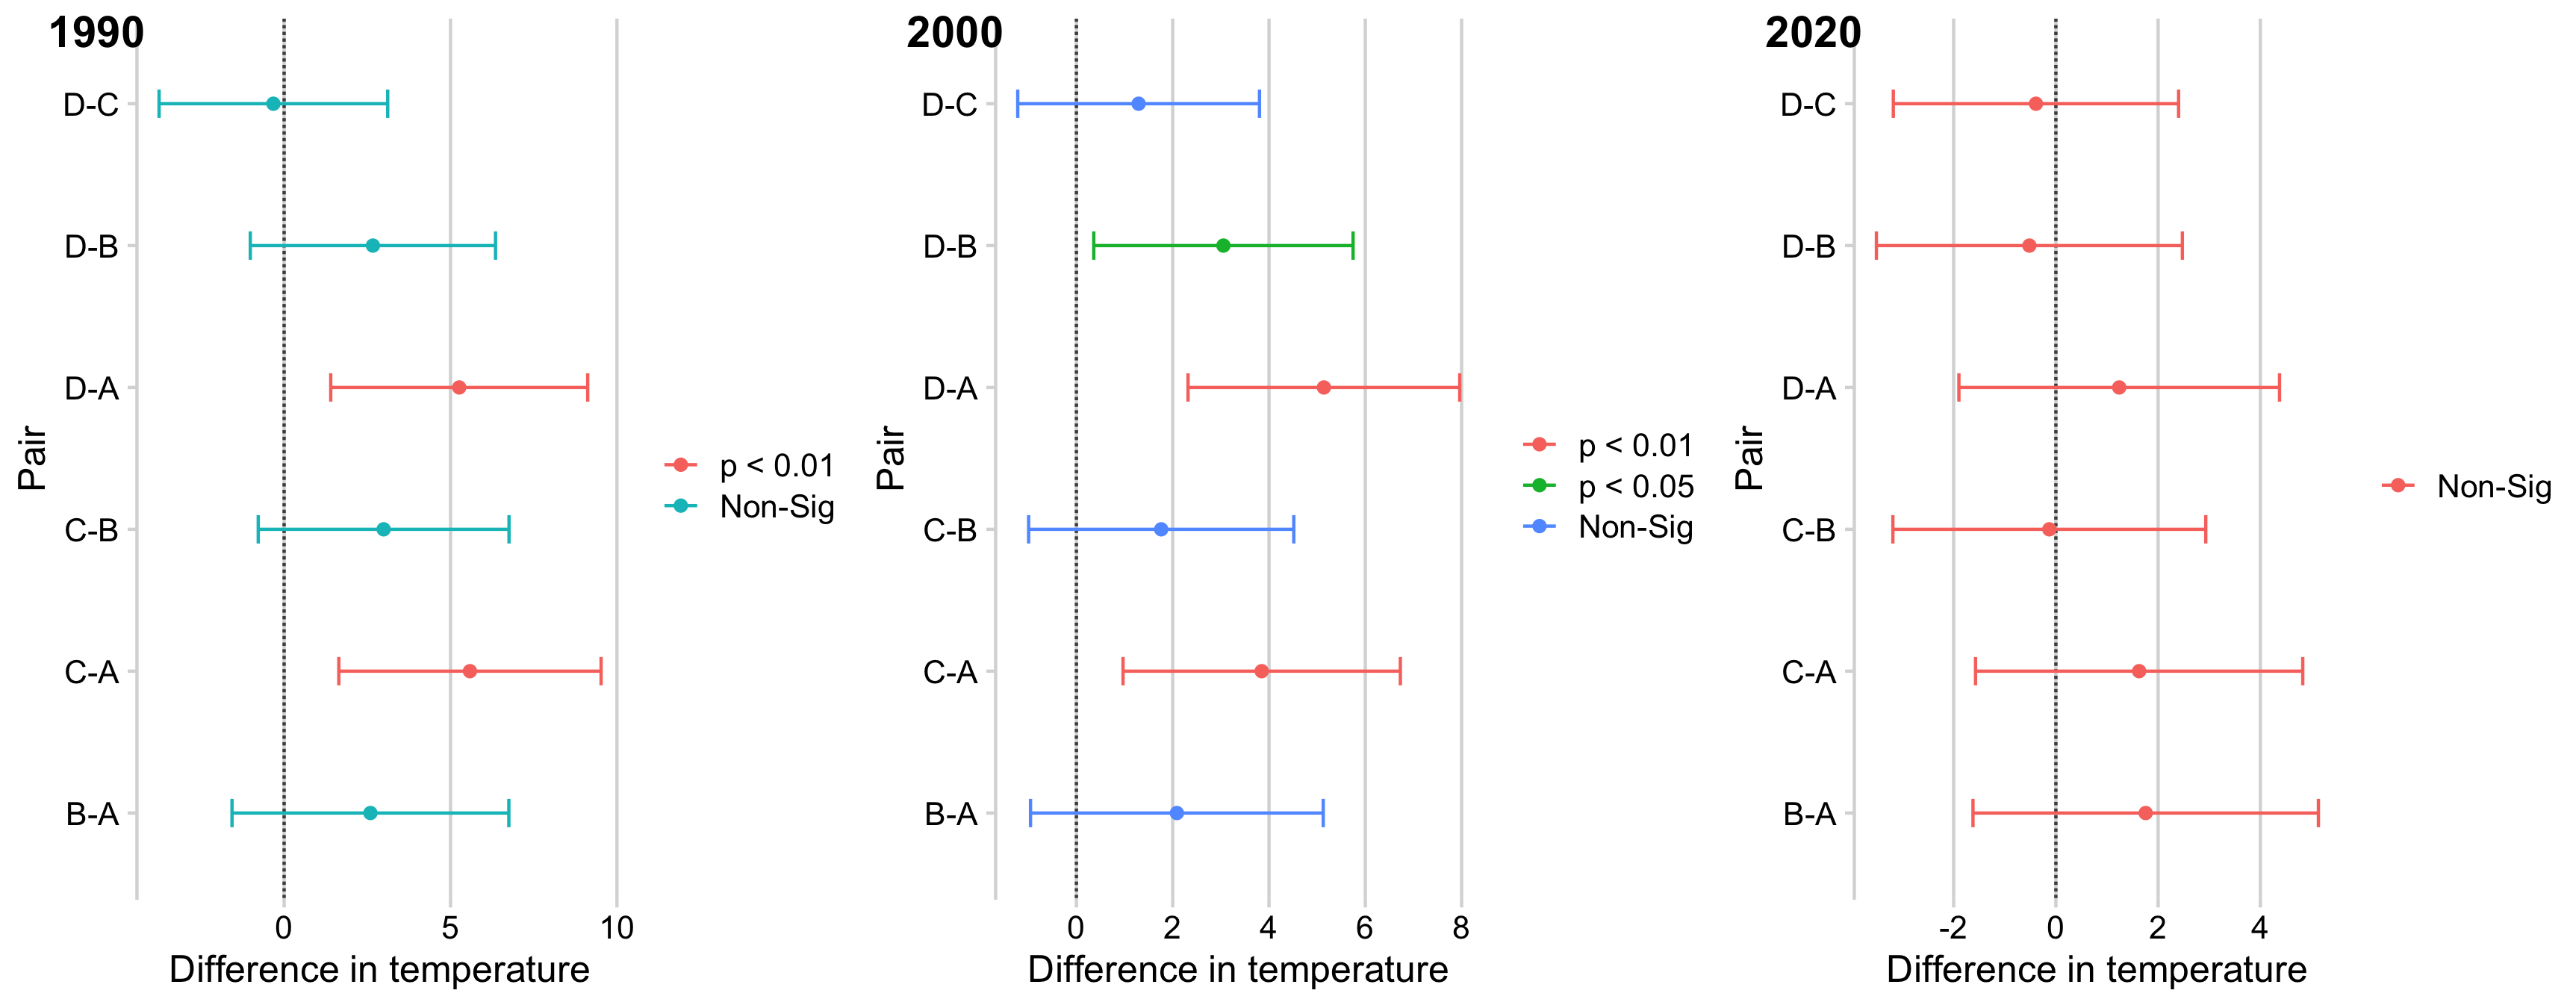 1990
D-C
D-B
D-A
C-B
C-A
B-A
Pair
0 5 10
Difference in temperature
p < 0.01
Non-Sig
2000
D-C
D-B
D-A
C-B
C-A
B-A
Pair
0 2 4 6 8
Difference in temperature
p < 0.01
p < 0.05
Non-Sig
2020
D-C
D-B
D-A
C-B
C-A
B-A
Pair
-2 0 2 4
Difference in temperature
Non-Sig